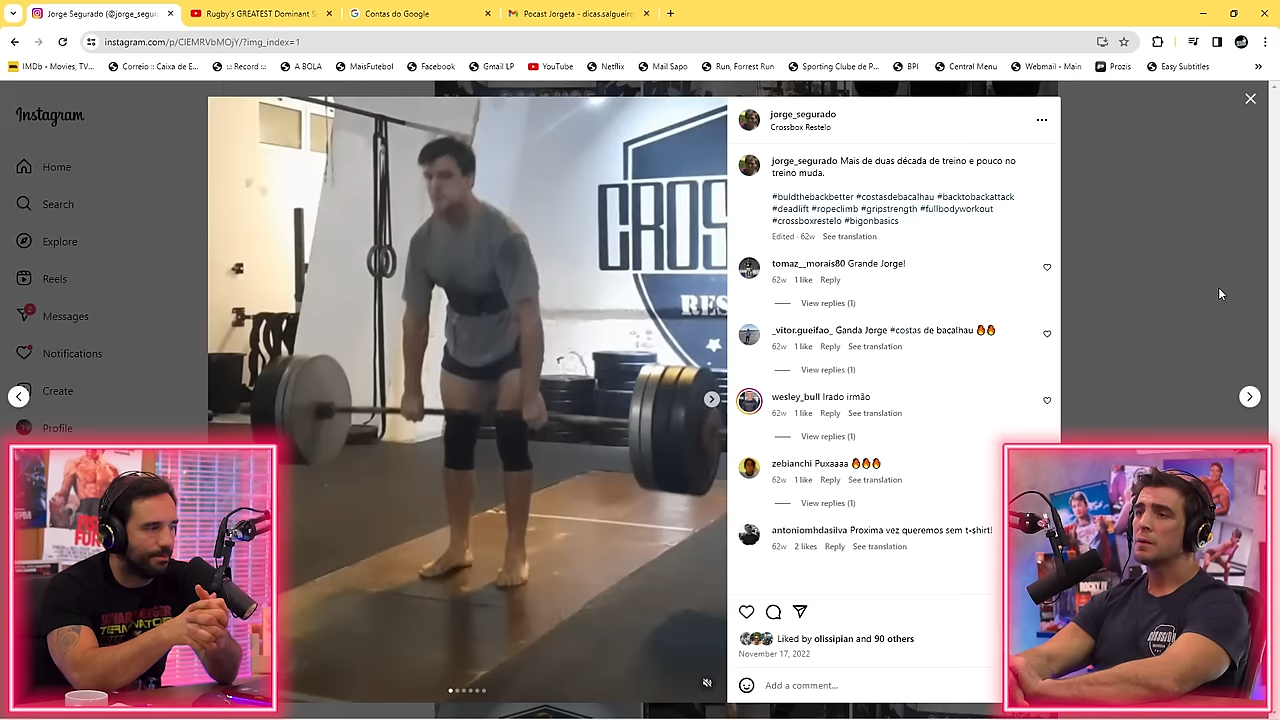 Jorge Segurado (@jorge_segur
Rugby's GREATEST Dominant S
Contas do Google
Pocast Jorgeta - dicas.salgueiro
instagram.com/p/ClEMRVbMOjY/?img_index=1
IMDb - Movies, TV...
Correio :: Caixa de E...
::: Record :::
A BOLA
MaisFutebol
Facebook
Gmail LP
YouTube
Netflix
Mail Sapo
Run, Forrest Run
Sporting Clube de P...
BPI
Central Menu
Webmail - Main
Prozis
Easy Subtitles
Instagram
Home
Search
Explore
Reels
2
Messages
Notifications
Create
Profile
CROS
RES
jorge_segurado
Crossbox Restelo
jorge_segurado Mais de duas década de treino e pouco no
treino muda.
#buldthebackbetter #costasdebacalhau #backtobackattack
#deadlift #ropeclimb #gripstrength #fullbodyworkout
#crossboxrestelo #bigonbasics
Edited · 62w See translation
tomaz__morais80 Grande Jorge!
62w 1 like Reply
View replies (1)
_vitor.gueifao_ Ganda Jorge #costas de bacalhau 🔥🔥
62w 1 like Reply See translation
View replies (1)
wesley_bull Irado irmão
62w 1 like Reply See translation
View replies (1)
zebianchi Puxaaaa 🔥🔥🔥
62w 1 like Reply See translation
View replies (1)
antoniomhdasilva Proxima vez queremos sem t-shirt!
62w 2 likes Reply See translation
Liked by olissipian and 90 others
November 17, 2022
Add a comment...